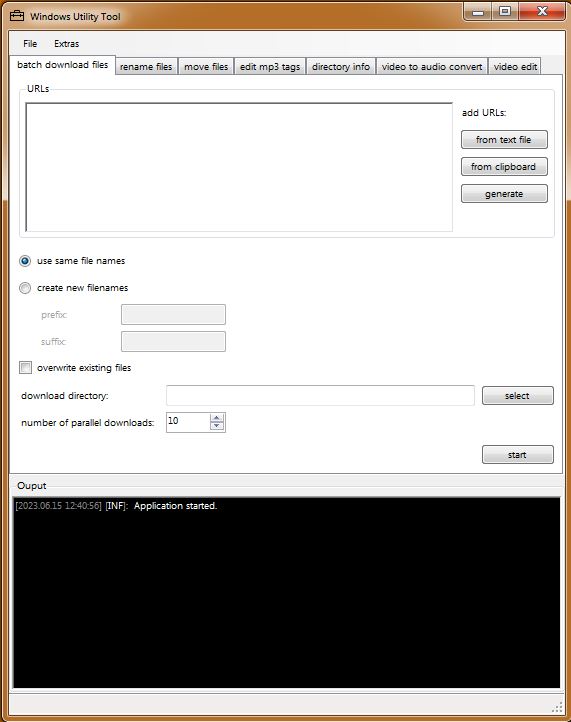 Windows Utility Tool
File Extras
batch download files rename files move files edit mp3 tags directory info video to audio convert video edit
URLs
add URLs:
from text file
from clipboard
generate
use same file names
create new filenames
prefix:
suffix:
overwrite existing files
download directory: select
number of parallel downloads: 10
start
Ouput
[2023.06.15 12:40:56] [INF]: Application started.